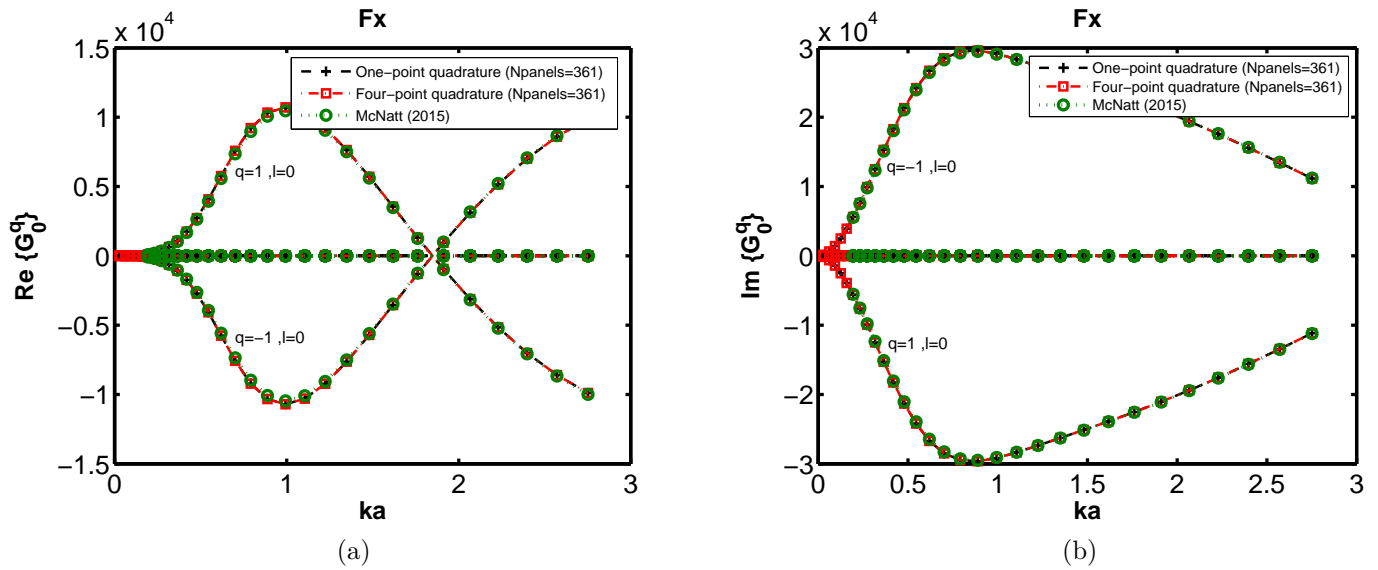 Fx
x 10^4
1.5
1
0.5
0
−0.5
−1
−1.5
Re {G_0^q}
One−point quadrature (Npanels=361)
Four−point quadrature (Npanels=361)
McNatt (2015)
q=1 ,l=0
q=−1 ,l=0
0 1 2 3
ka
(a)
Fx
x 10^4
3
2
1
0
−1
−2
−3
Im {G_0^q}
One−point quadrature (Npanels=361)
Four−point quadrature (Npanels=361)
McNatt (2015)
q=−1 ,l=0
q=1 ,l=0
0 0.5 1 1.5 2 2.5 3
ka
(b)